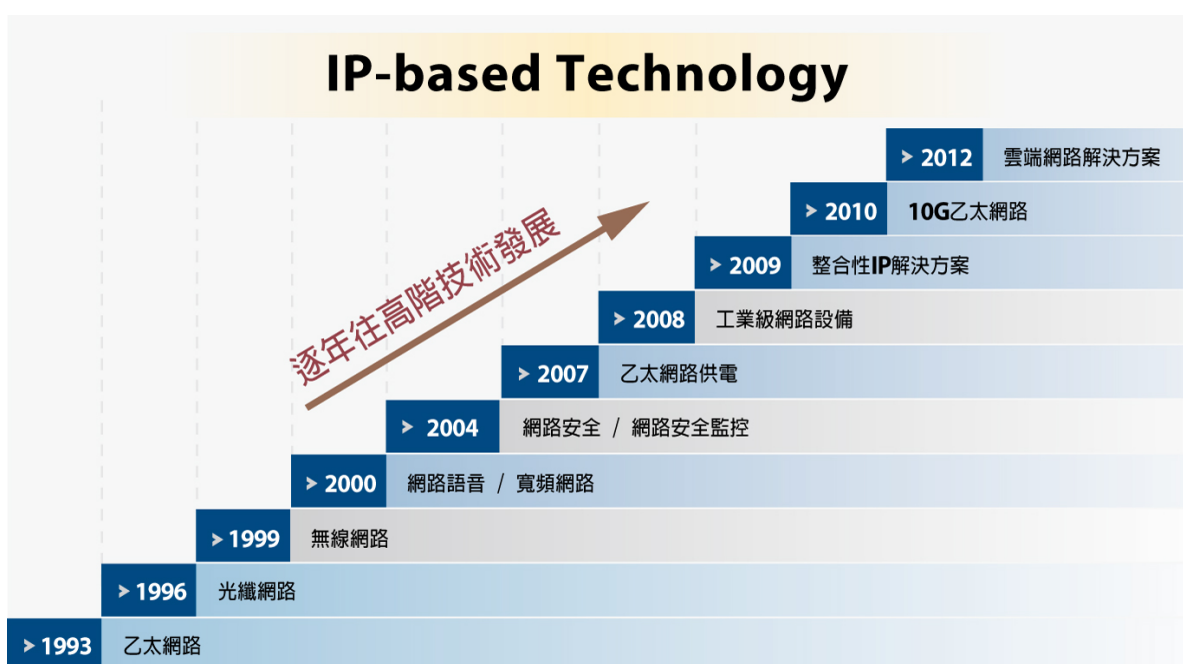 IP-based Technology
> 2012 雲端網路解決方案
> 2010 10G乙太網路
> 2009 整合性IP解決方案
> 2008 工業級網路設備
> 2007 乙太網路供電
> 2004 網路安全 / 網路安全監控
> 2000 網路語音 / 寬頻網路
> 1999 無線網路
> 1996 光纖網路
> 1993 乙太網路
逐年往高階技術發展